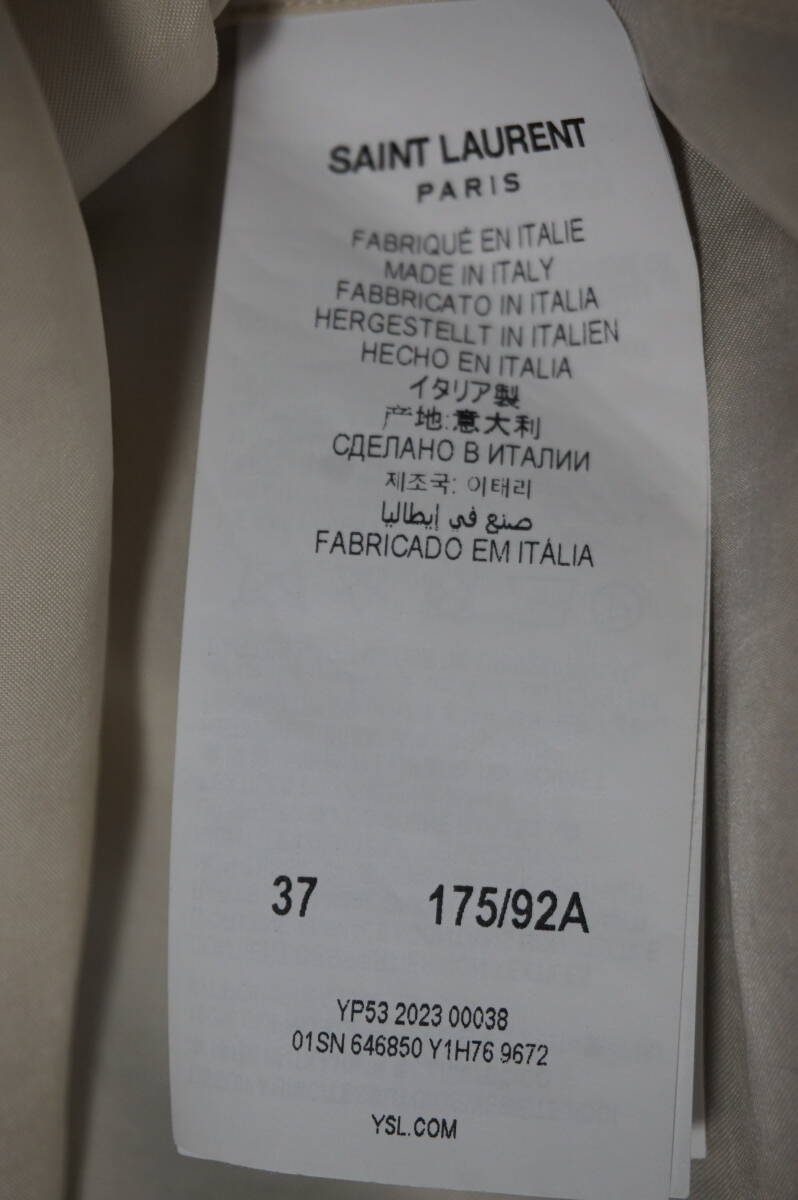 SAINT LAURENT
PARIS
FABRIQUÉ EN ITALIE
MADE IN ITALY
FABBRICATO IN ITALIA
HERGESTELLT IN ITALIEN
HECHO EN ITALIA
イタリア製
产地:意大利
СДЕЛАНО В ИТАЛИИ
제조국: 이태리
صنع في إيطاليا
FABRICADO EM ITÁLIA
37 175/92A
YP53 2023 00038
01SN 646850 Y1H76 9672
YSL.COM